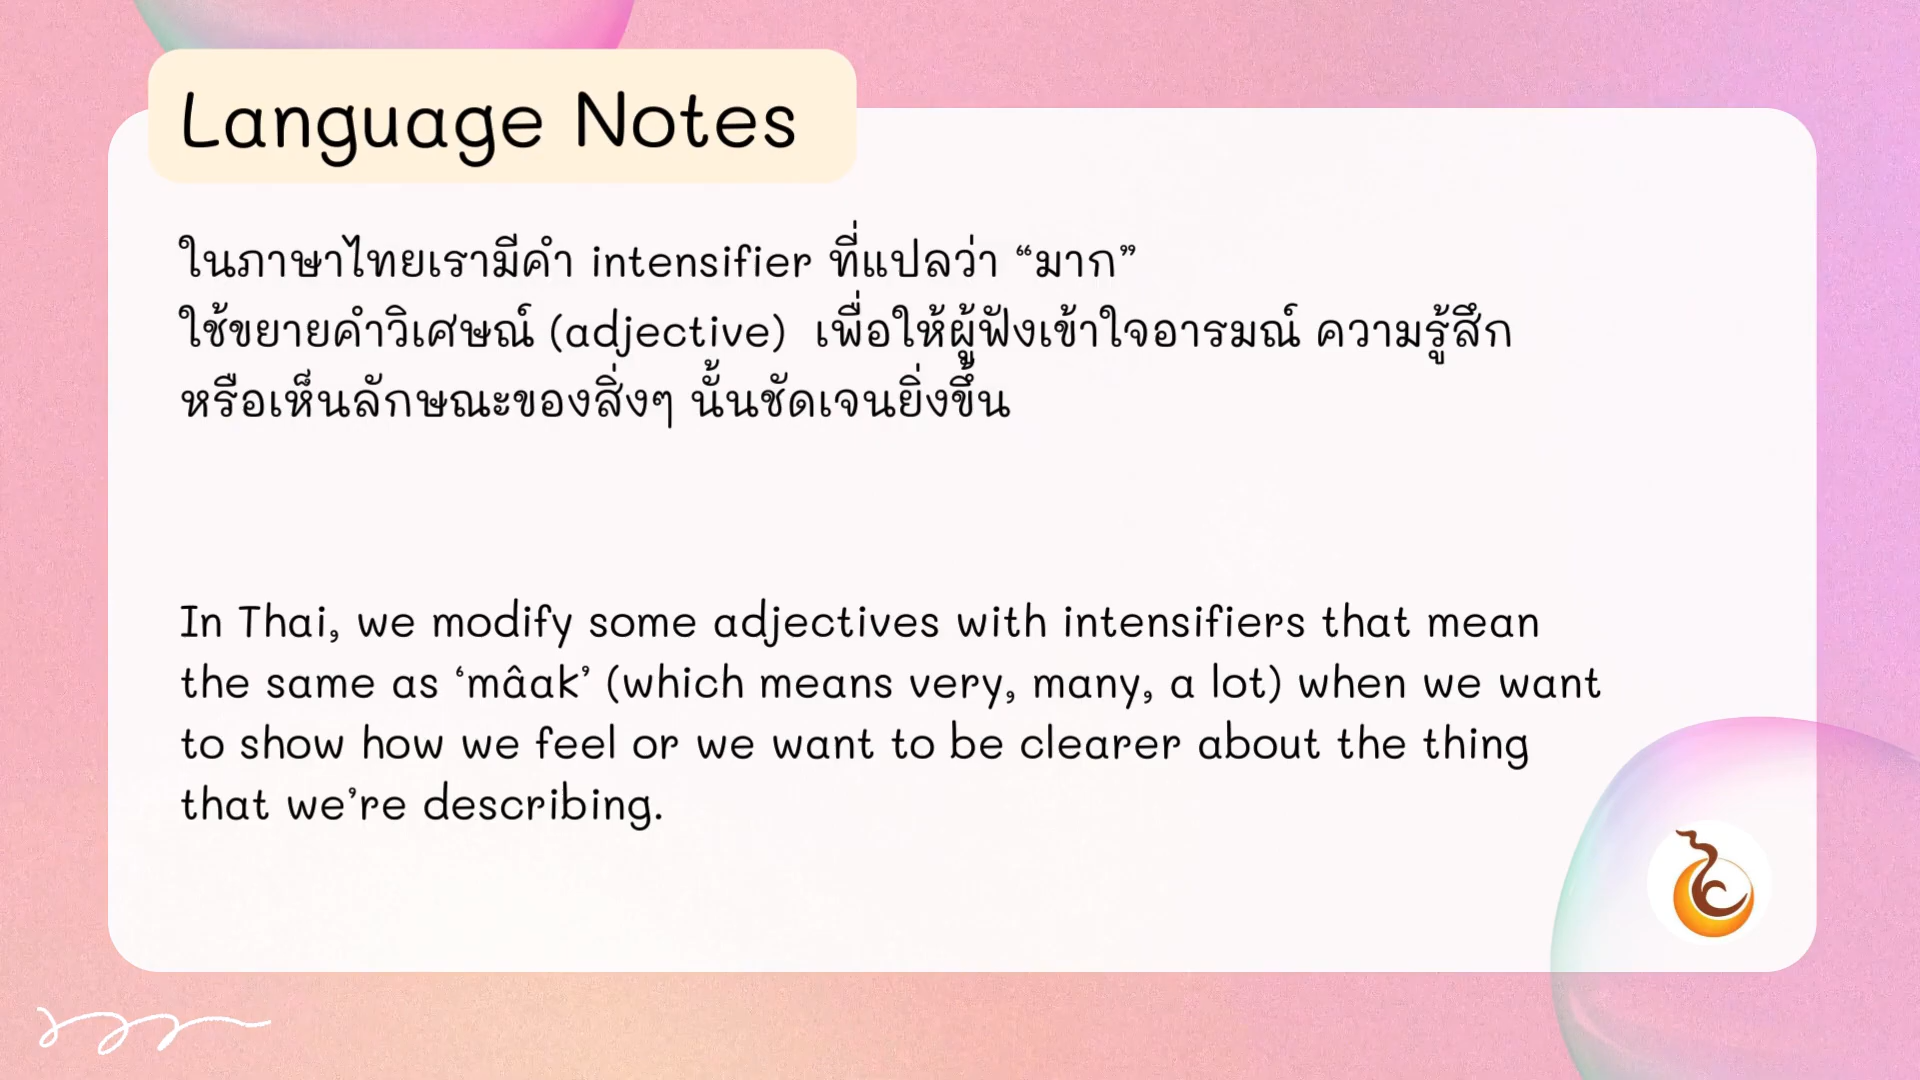 Language Notes
ในภาษาไทยเรามีคำ intensifier ที่แปลว่า “มาก”
ใช้ขยายคำวิเศษณ์ (adjective) เพื่อให้ผู้ฟังเข้าใจอารมณ์ ความรู้สึก
หรือเห็นลักษณะของสิ่งๆ นั้นชัดเจนยิ่งขึ้น
In Thai, we modify some adjectives with intensifiers that mean
the same as ‘mâak’ (which means very, many, a lot) when we want
to show how we feel or we want to be clearer about the thing
that we’re describing.